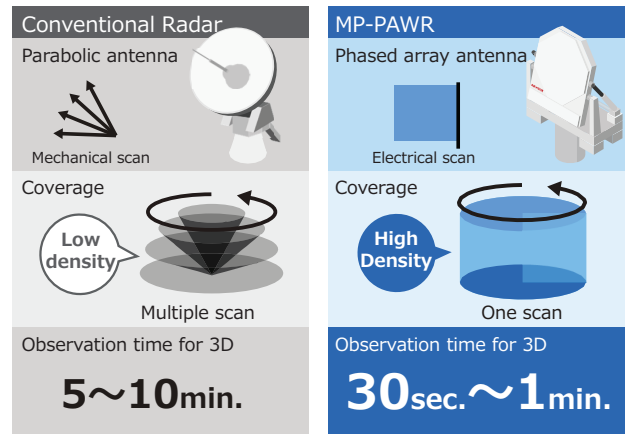 Conventional Radar
Parabolic antenna
Mechanical scan
Coverage
Low
density
Multiple scan
Observation time for 3D
5〜10min.
MP-PAWR
Phased array antenna
Electrical scan
Coverage
High
Density
One scan
Observation time for 3D
30sec.〜1min.